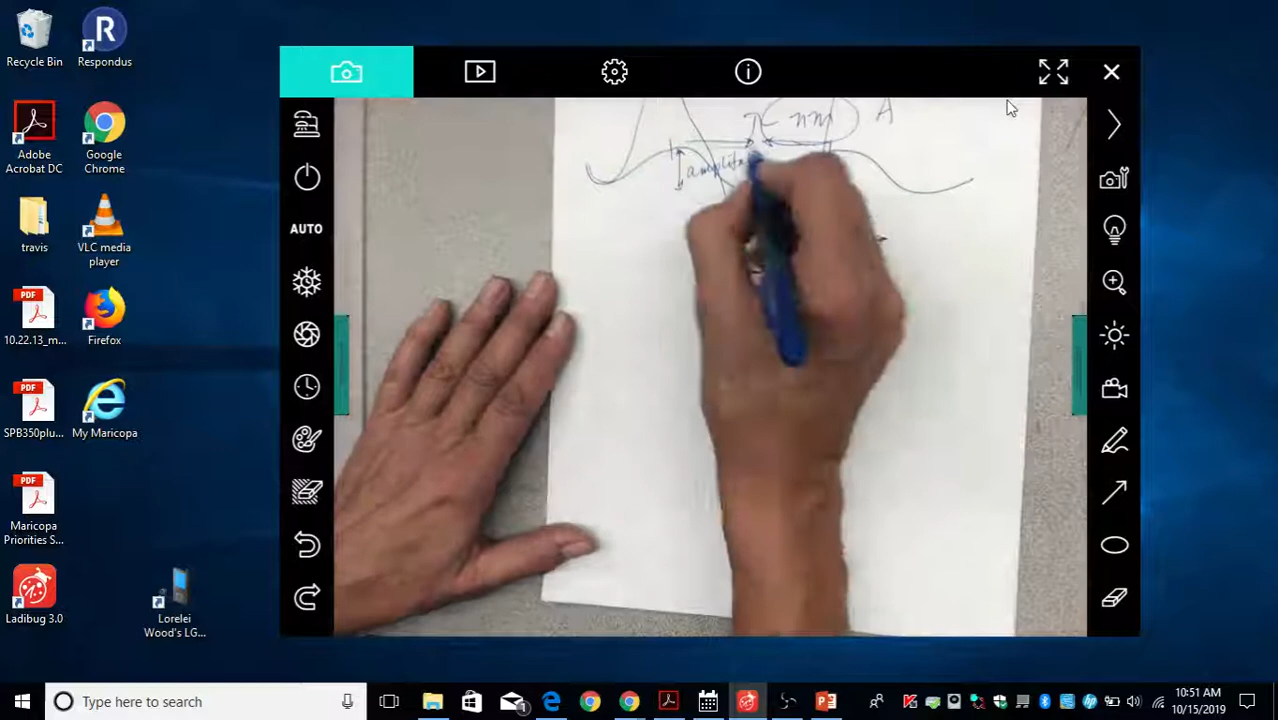 Recycle Bin
Respondus
Adobe
Acrobat DC
Google
Chrome
travis
VLC media
player
10.22.13_m...
Firefox
SPB350plu...
My Maricopa
Maricopa
Priorities S...
Ladibug 3.0
Lorelei
Wood's LG...
AUTO
nm
A
Type here to search
10:51 AM
10/15/2019